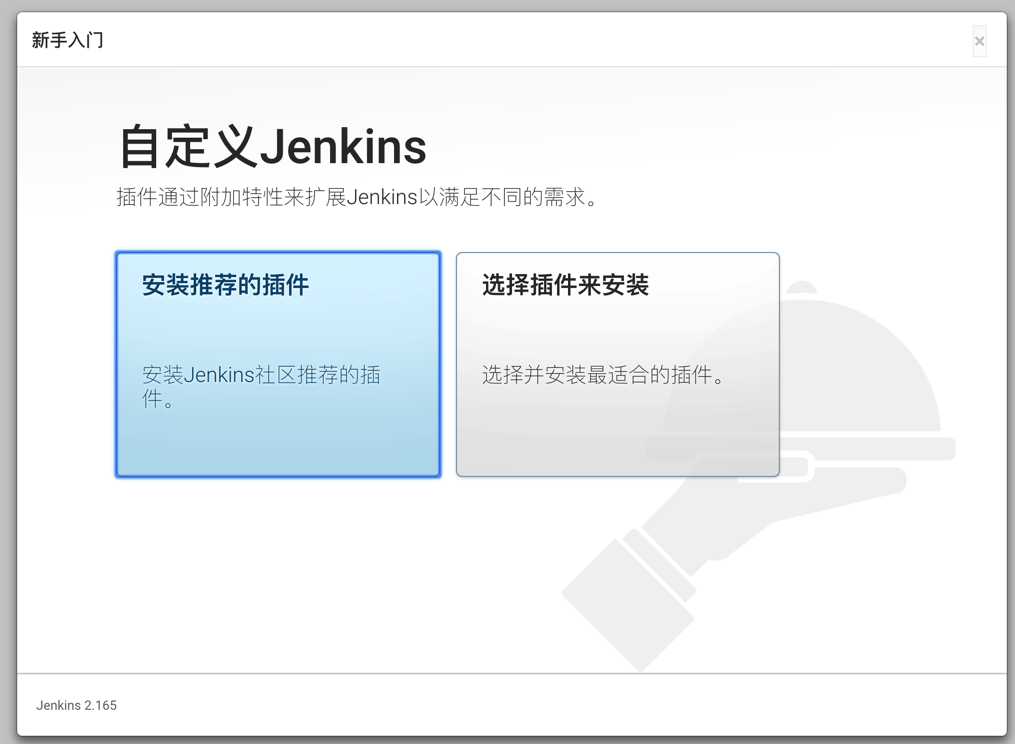 新手入门
×
自定义Jenkins
插件通过附加特性来扩展Jenkins以满足不同的需求。
安装推荐的插件
安装Jenkins社区推荐的插
件。
选择插件来安装
选择并安装最适合的插件。
Jenkins 2.165